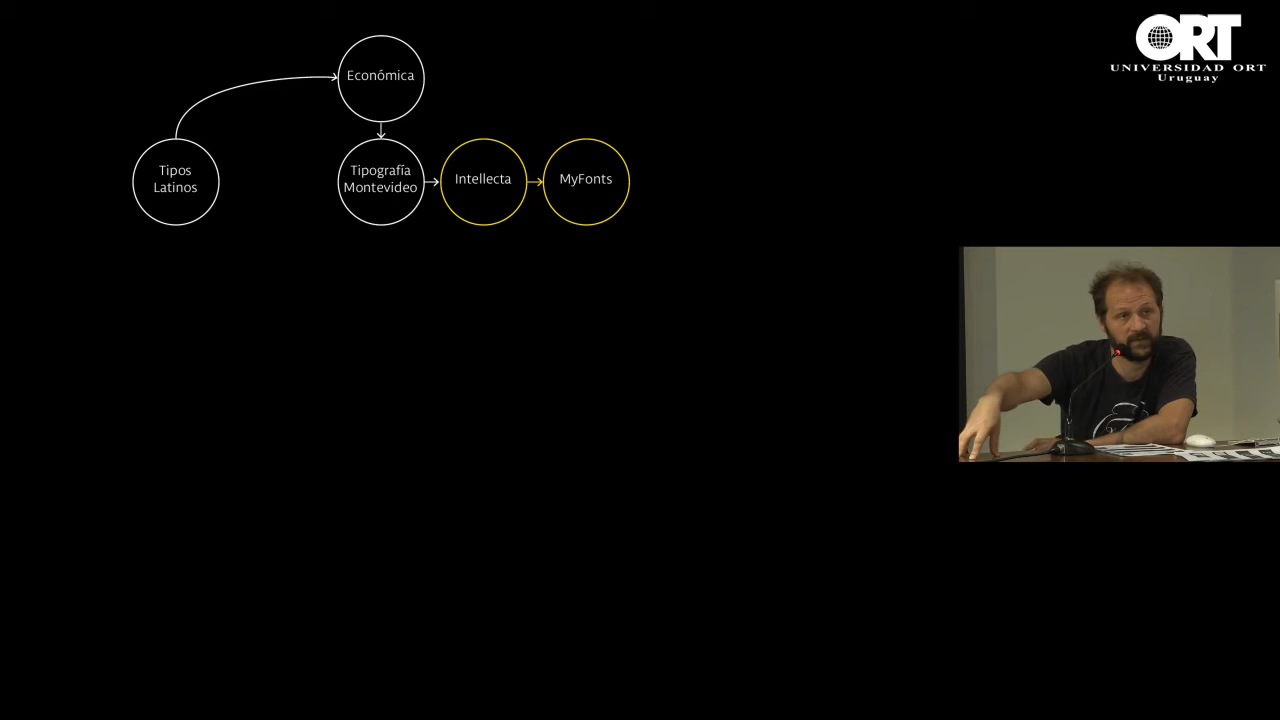 Económica
Tipos
Latinos
Tipografía
Montevideo
Intellecta
MyFonts
ORT
UNIVERSIDAD ORT
Uruguay